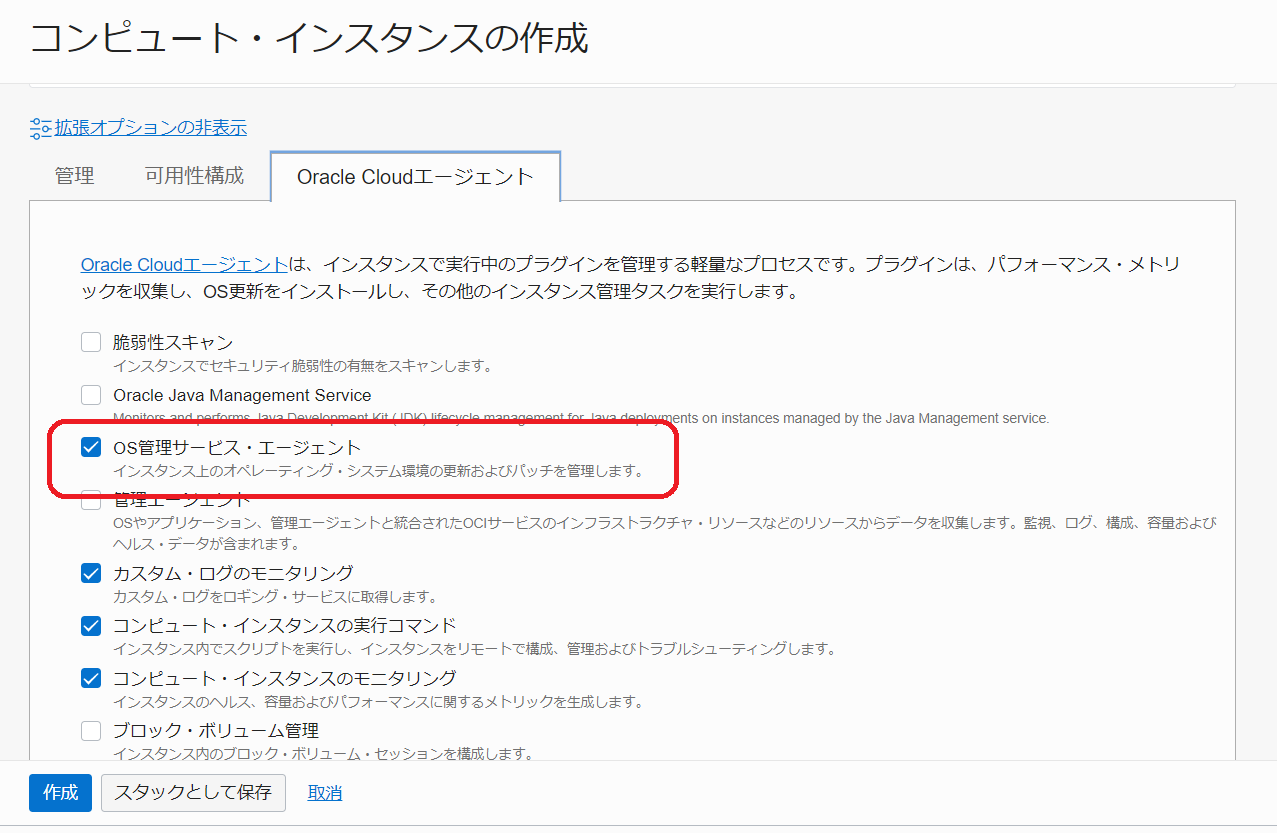 コンピュート・インスタンスの作成
拡張オプションの非表示
管理
可用性構成
Oracle Cloudエージェント
Oracle Cloudエージェントは、インスタンスで実行中のプラグインを管理する軽量なプロセスです。プラグインは、パフォーマンス・メトリ
ックを収集し、OS更新をインストールし、その他のインスタンス管理タスクを実行します。
脆弱性スキャン
インスタンスでセキュリティ脆弱性の有無をスキャンします。
Oracle Java Management Service
Monitors and performs Java Development Kit (JDK) lifecycle management for Java deployments on instances managed by the Java Management service.
OS管理サービス・エージェント
インスタンス上のオペレーティング・システム環境の更新およびパッチを管理します。
管理エージェント
OSやアプリケーション、管理エージェントと統合されたOCIサービスのインフラストラクチャ・リソースなどのリソースからデータを収集します。監視、ログ、構成、容量および
ヘルス・データが含まれます。
カスタム・ログのモニタリング
カスタム・ログをロギング・サービスに取得します。
コンピュート・インスタンスの実行コマンド
インスタンス内でスクリプトを実行し、インスタンスをリモートで構成、管理およびトラブルシューティングします。
コンピュート・インスタンスのモニタリング
インスタンスのヘルス、容量およびパフォーマンスに関するメトリックを生成します。
ブロック・ボリューム管理
インスタンス内のブロック・ボリューム・セッションを構成します。
作成
スタックとして保存
取消